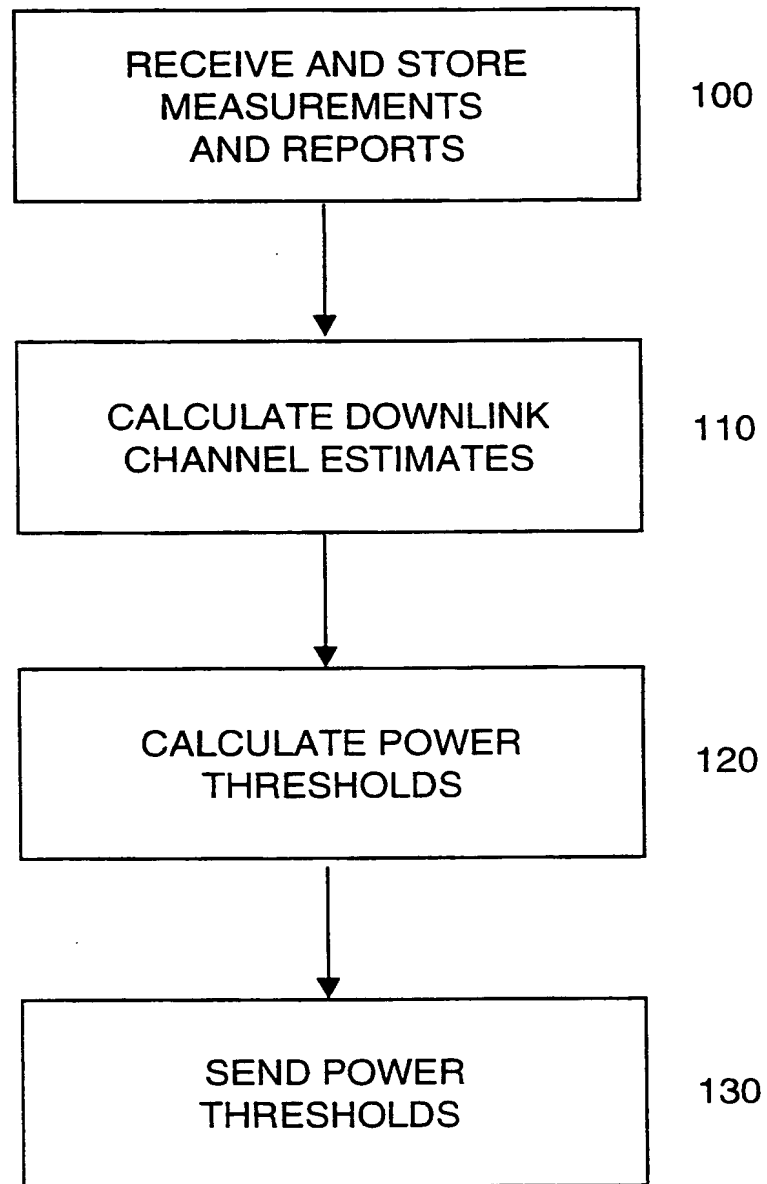 RECEIVE AND STORE
MEASUREMENTS
AND REPORTS
100
CALCULATE DOWNLINK
CHANNEL ESTIMATES
110
CALCULATE POWER
THRESHOLDS
120
SEND POWER
THRESHOLDS
130